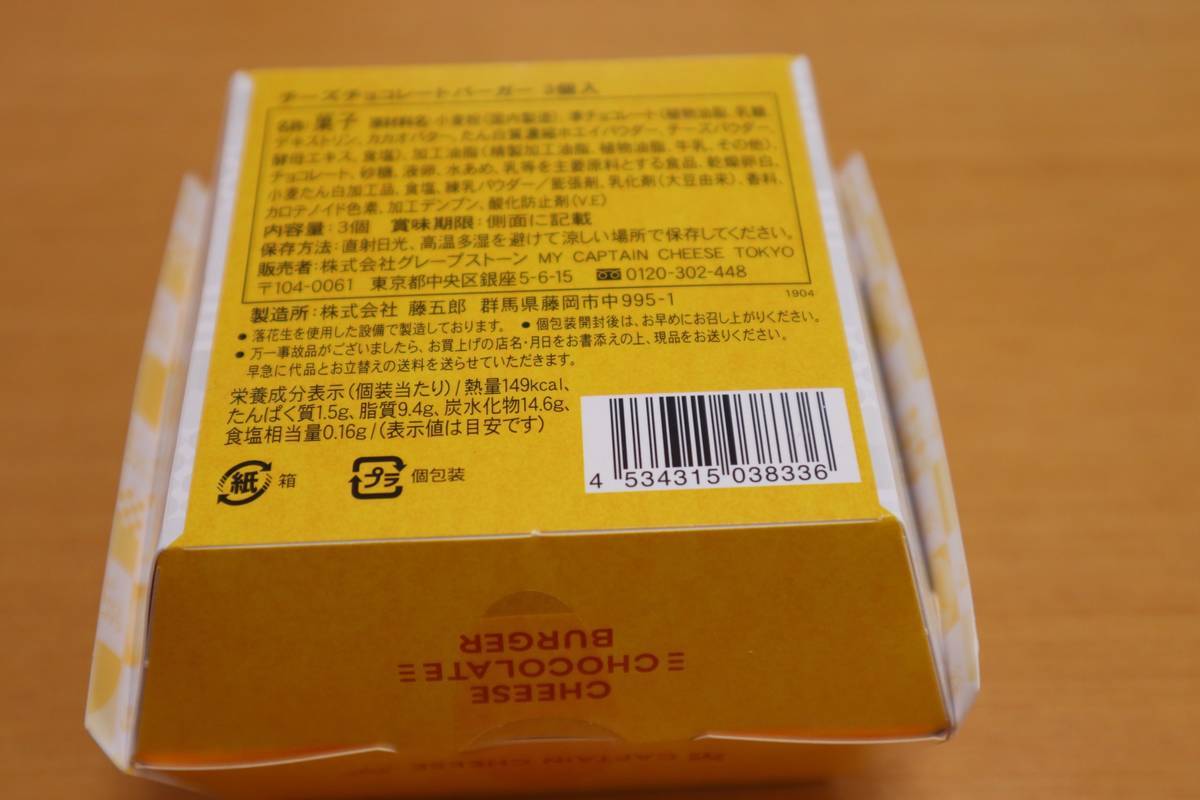 チーズチョコレートバーガー 3個入
名称 菓子 原材料名 小麦粉(国内製造)、準チョコレート(植物油脂、乳糖、
デキストリン、カカオバター、たん白質濃縮ホエイパウダー、チーズパウダー、
酵母エキス、食塩)、加工油脂(精製加工油脂、植物油脂、牛乳、その他)、
チョコレート、砂糖、液卵、水あめ、乳等を主要原料とする食品、乾燥卵白、
小麦たん白加工品、食塩、練乳パウダー/膨張剤、乳化剤(大豆由来)、香料、
カロテノイド色素、加工デンプン、酸化防止剤(V.E)
内容量:3個 賞味期限:側面に記載
保存方法:直射日光、高温多湿を避けて涼しい場所で保存してください。
販売者:株式会社グレープストーン MY CAPTAIN CHEESE TOKYO
〒104-0061 東京都中央区銀座5-6-15 0120-302-448
1904
製造所:株式会社 藤五郎 群馬県藤岡市中995-1
● 落花生を使用した設備で製造しております。 ● 個包装開封後は、お早めにお召し上がりください。
● 万一事故品がございましたら、お買上げの店名・月日をお書添えの上、現品をお送りください。
早急に代品とお立替えの送料を送らせていただきます。
栄養成分表示(個装当たり)/熱量149kcal、
たんぱく質1.5g、脂質9.4g、炭水化物14.6g、
食塩相当量0.16g/(表示値は目安です)
紙 箱 プラ 個包装
4 534315 038336
CHEESE
CHOCOLATE
BURGER
MY CAPTAIN CHEESE